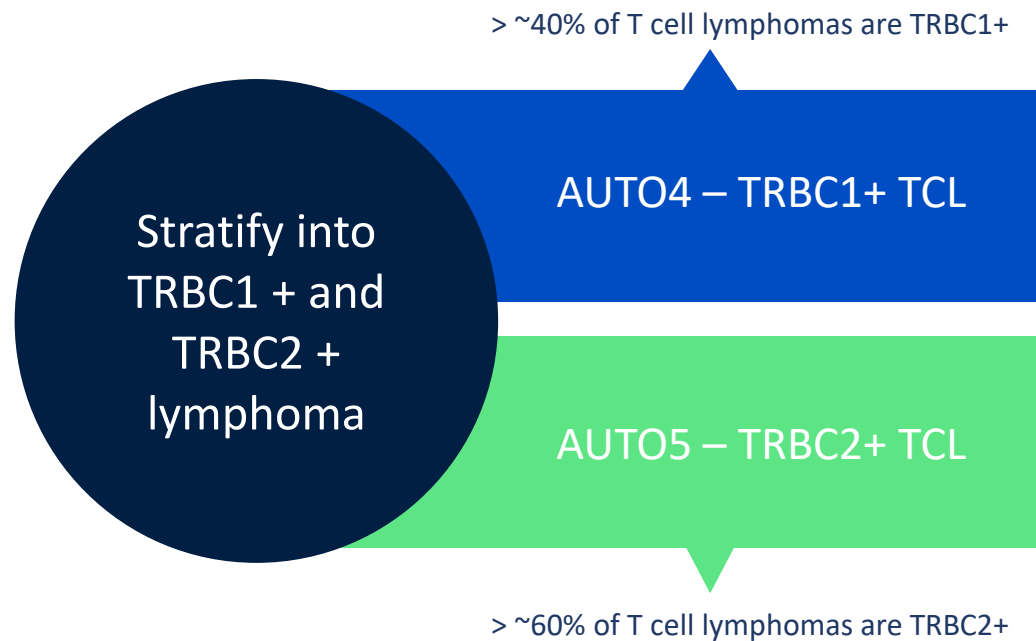 > ~40% of T cell lymphomas are TRBC1+
AUTO4 – TRBC1+ TCL
Stratify into
TRBC1 + and
TRBC2 +
lymphoma
AUTO5 – TRBC2+ TCL
> ~60% of T cell lymphomas are TRBC2+